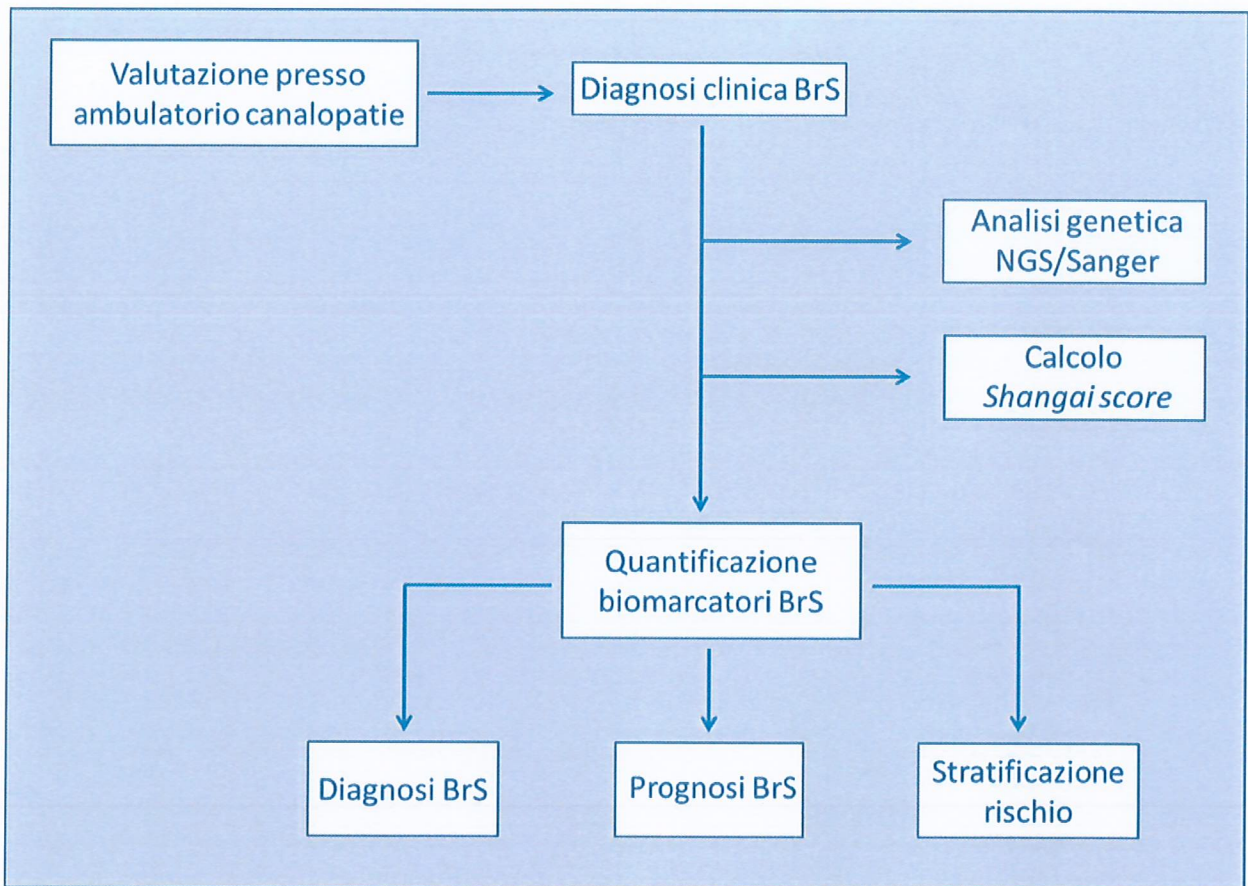 Valutazione presso
ambulatorio canalopatie
Diagnosi clinica BrS
Analisi genetica
NGS/Sanger
Calcolo
Shangai score
Quantificazione
biomarcatori BrS
Diagnosi BrS
Prognosi BrS
Stratificazione
rischio